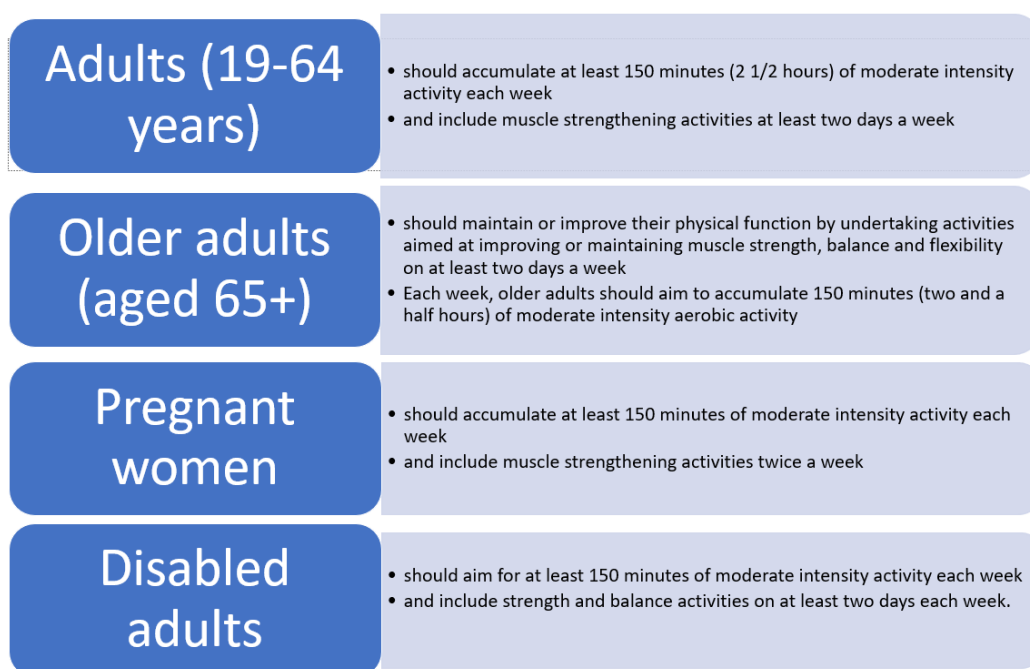 Adults (19-64
years)
• should accumulate at least 150 minutes (2 1/2 hours) of moderate intensity
activity each week
• and include muscle strengthening activities at least two days a week
Older adults
(aged 65+)
• should maintain or improve their physical function by undertaking activities
aimed at improving or maintaining muscle strength, balance and flexibility
on at least two days a week
• Each week, older adults should aim to accumulate 150 minutes (two and a
half hours) of moderate intensity aerobic activity
Pregnant
women
• should accumulate at least 150 minutes of moderate intensity activity each
week
• and include muscle strengthening activities twice a week
Disabled
adults
• should aim for at least 150 minutes of moderate intensity activity each week
• and include strength and balance activities on at least two days each week.